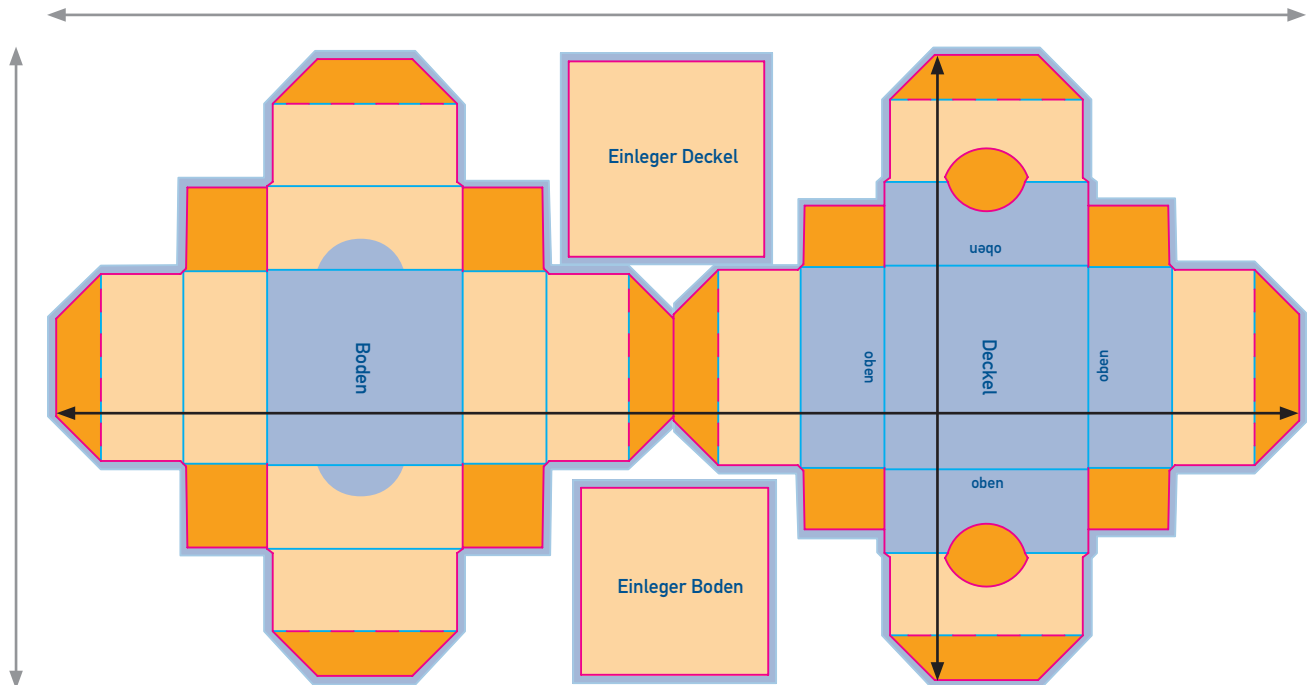 Einleger Deckel
oben
Boden
oben
Deckel
oben
oben
Einleger Boden